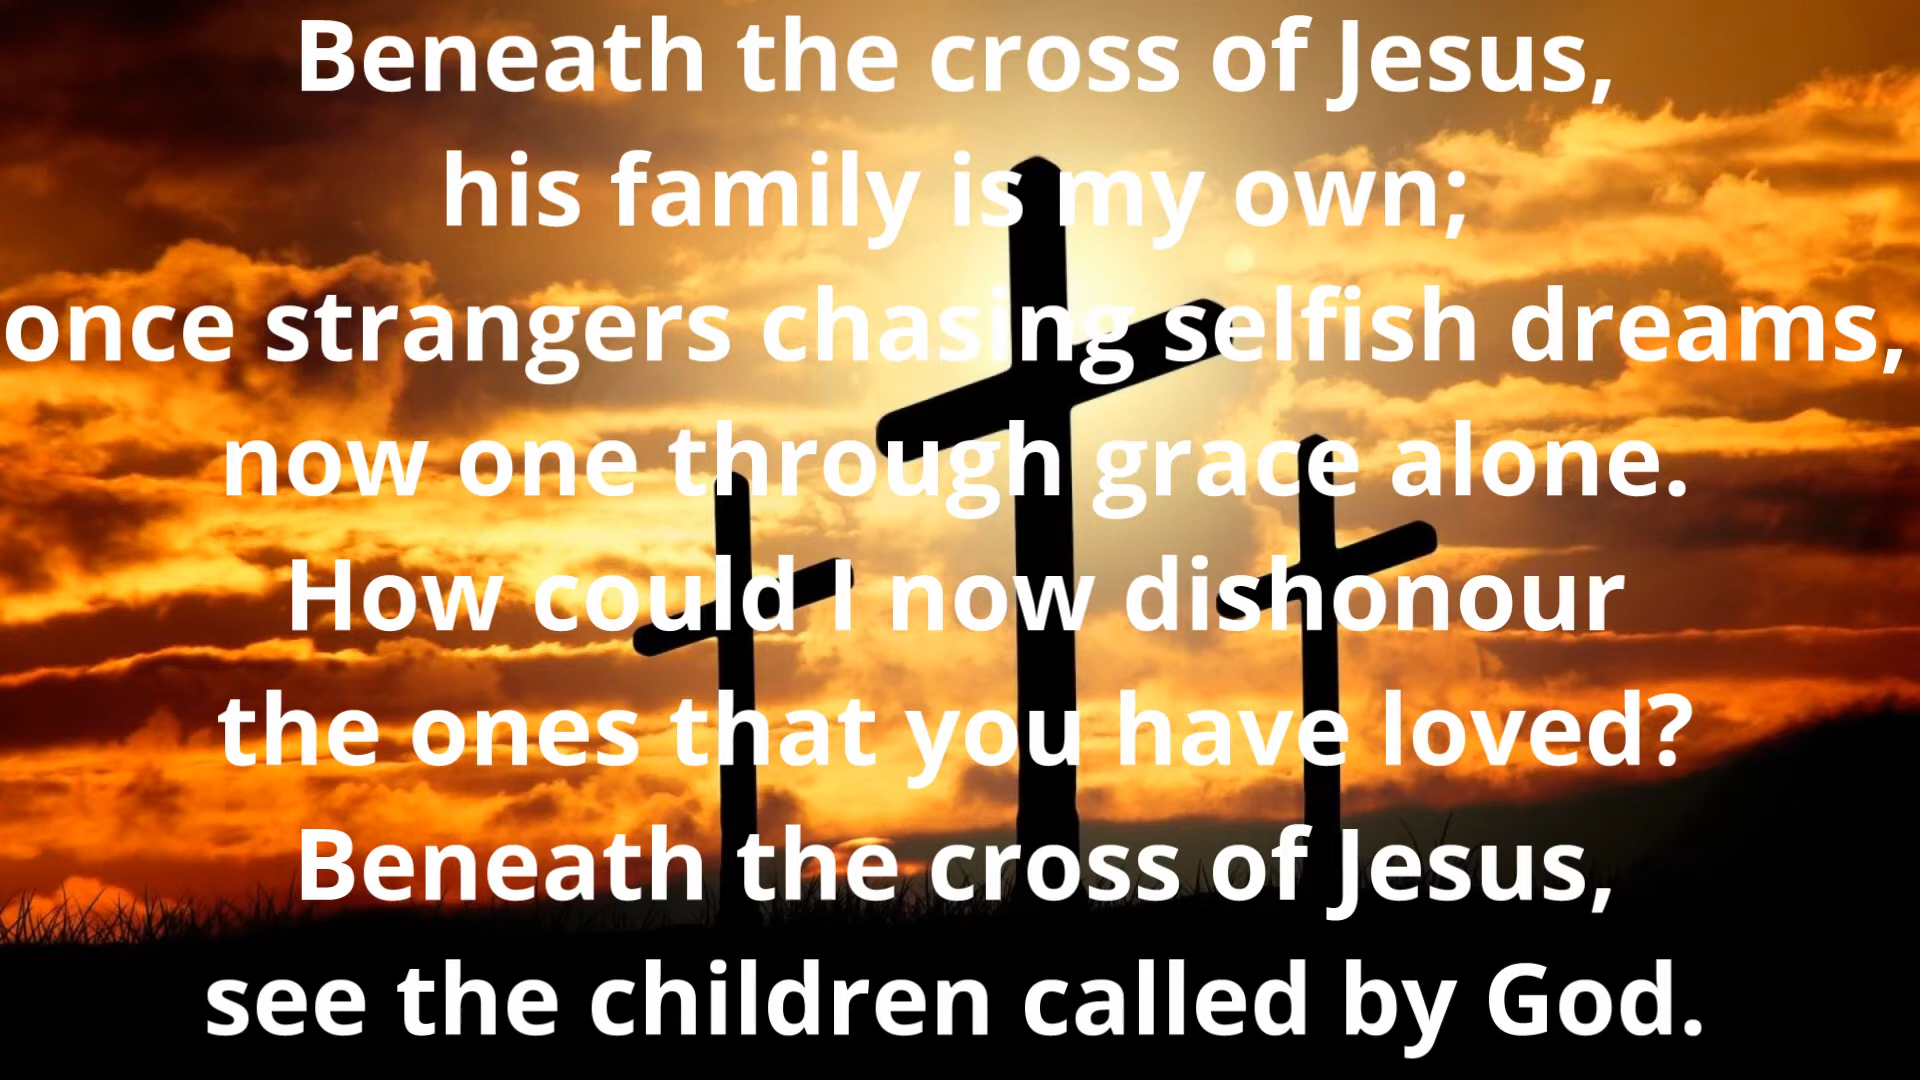 Beneath the cross of Jesus,
his family is my own;
once strangers chasing selfish dreams,
now one through grace alone.
How could I now dishonour
the ones that you have loved?
Beneath the cross of Jesus,
see the children called by God.